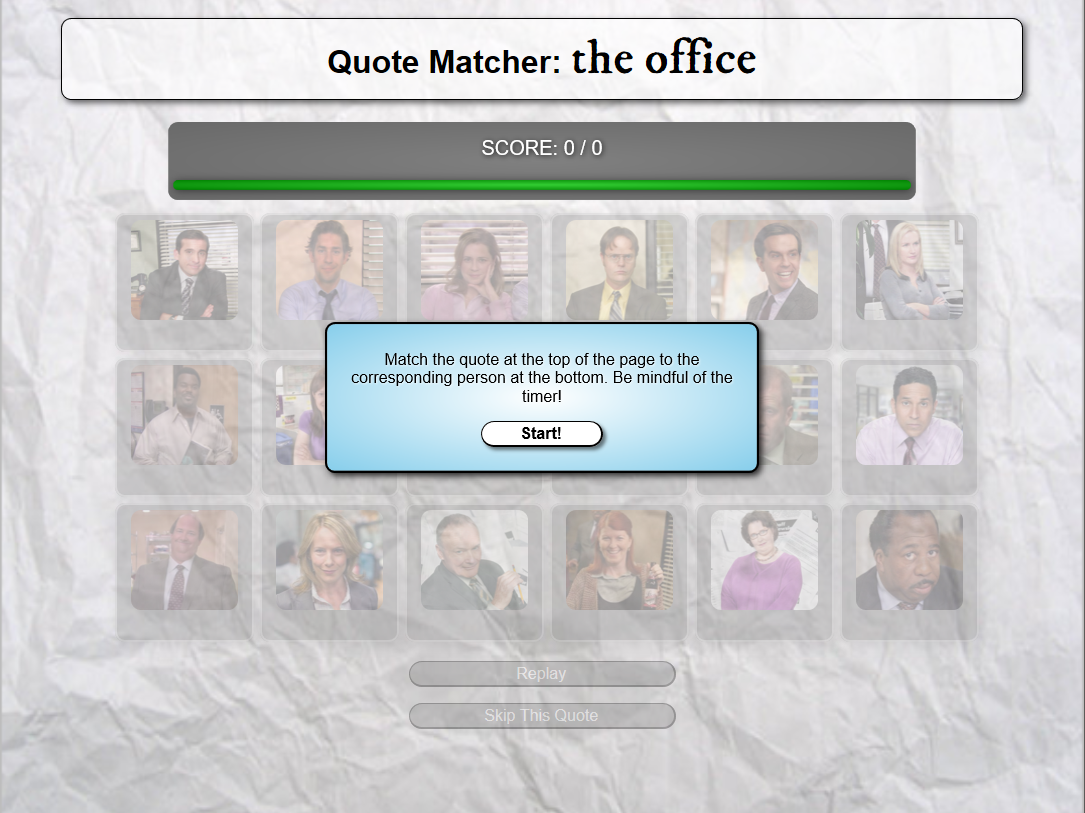 Quote Matcher: the office
SCORE: 0 / 0
Match the quote at the top of the page to the
corresponding person at the bottom. Be mindful of the
timer!
Start!
Replay
Skip This Quote